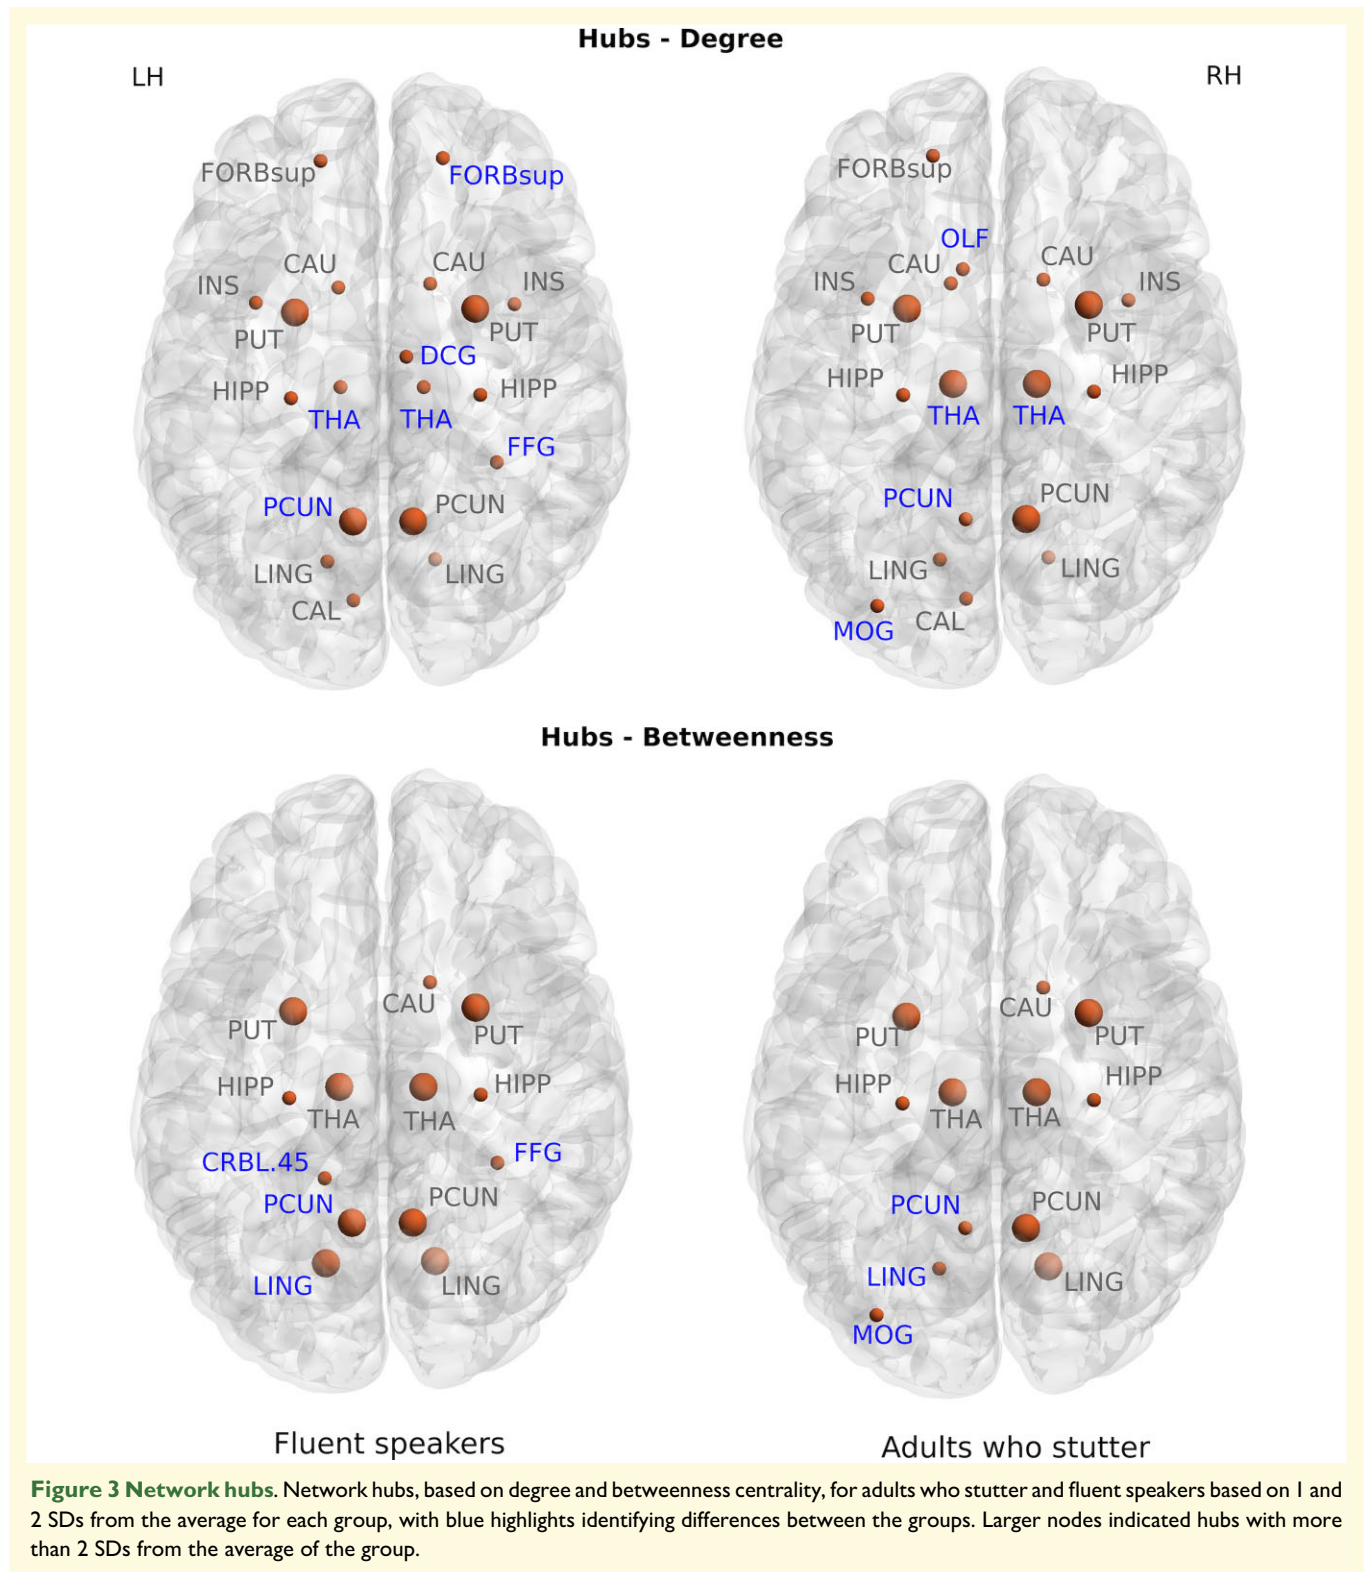 Hubs - Degree
LH
RH
FORBsup
FORBsup
CAU
CAU
INS
INS
PUT
PUT
DCG
HIPP
HIPP
THA
THA
FFG
PCUN
PCUN
LING
LING
CAL
FORBsup
OLF
CAU
CAU
INS
INS
PUT
PUT
HIPP
HIPP
THA
THA
PCUN
PCUN
LING
LING
MOG
CAL
Hubs - Betweenness
CAU
PUT
PUT
HIPP
HIPP
THA
THA
CRBL.45
FFG
PCUN
PCUN
LING
LING
CAU
PUT
PUT
HIPP
HIPP
THA
THA
PCUN
PCUN
LING
LING
MOG
Fluent speakers
Adults who stutter
Figure 3 Network hubs. Network hubs, based on degree and betweenness centrality, for adults who stutter and fluent speakers based on 1 and
2 SDs from the average for each group, with blue highlights identifying differences between the groups. Larger nodes indicated hubs with more
than 2 SDs from the average of the group.